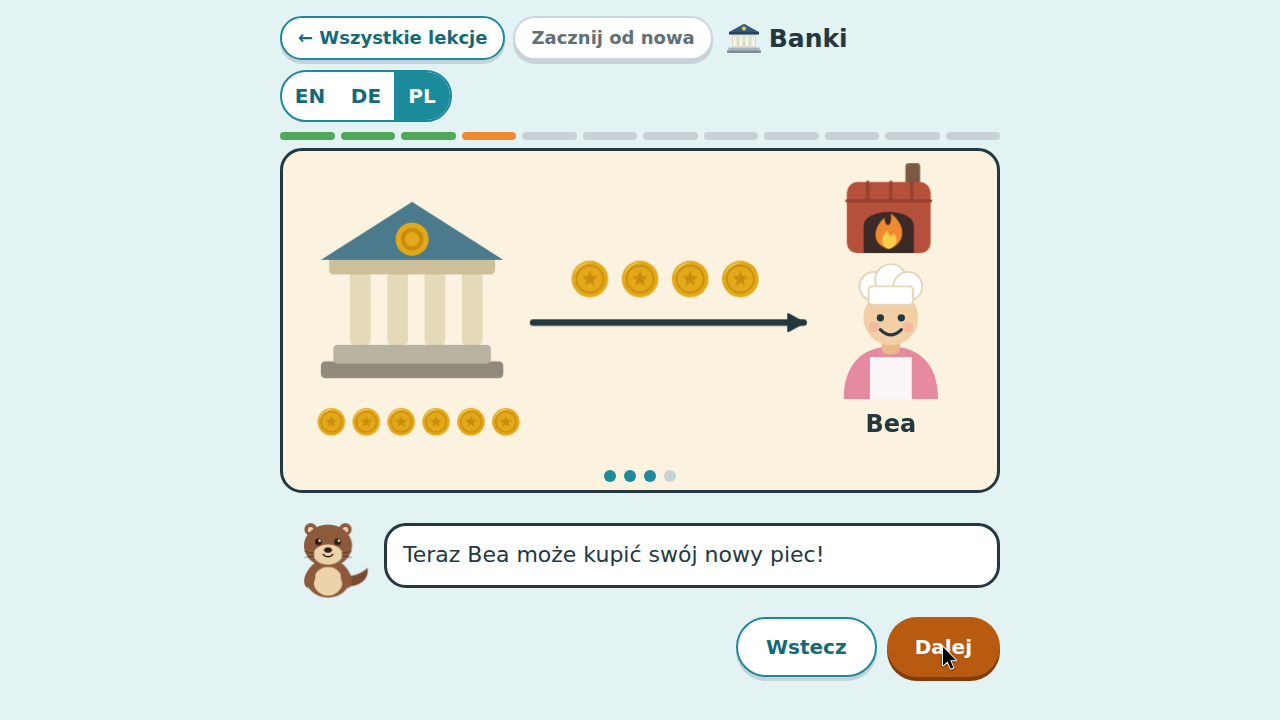 ← Wszystkie lekcje
Zacznij od nowa
Banki
EN DE PL
Bea
Teraz Bea może kupić swój nowy piec!
Wstecz
Dalej